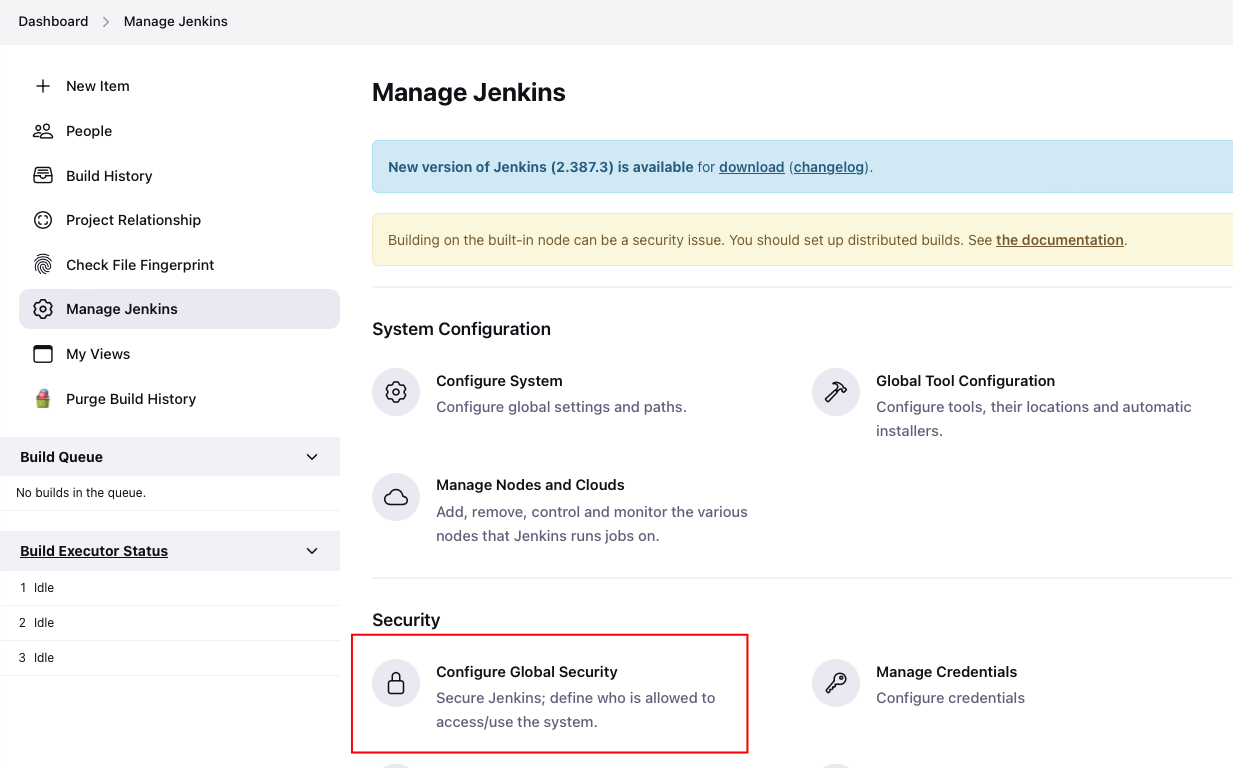 Dashboard > Manage Jenkins
New Item
People
Build History
Project Relationship
Check File Fingerprint
Manage Jenkins
My Views
Purge Build History
Build Queue
No builds in the queue.
Build Executor Status
1 Idle
2 Idle
3 Idle
Manage Jenkins
New version of Jenkins (2.387.3) is available for download (changelog).
Building on the built-in node can be a security issue. You should set up distributed builds. See the documentation.
System Configuration
Configure System
Configure global settings and paths.
Global Tool Configuration
Configure tools, their locations and automatic
installers.
Manage Nodes and Clouds
Add, remove, control and monitor the various
nodes that Jenkins runs jobs on.
Security
Configure Global Security
Secure Jenkins; define who is allowed to
access/use the system.
Manage Credentials
Configure credentials